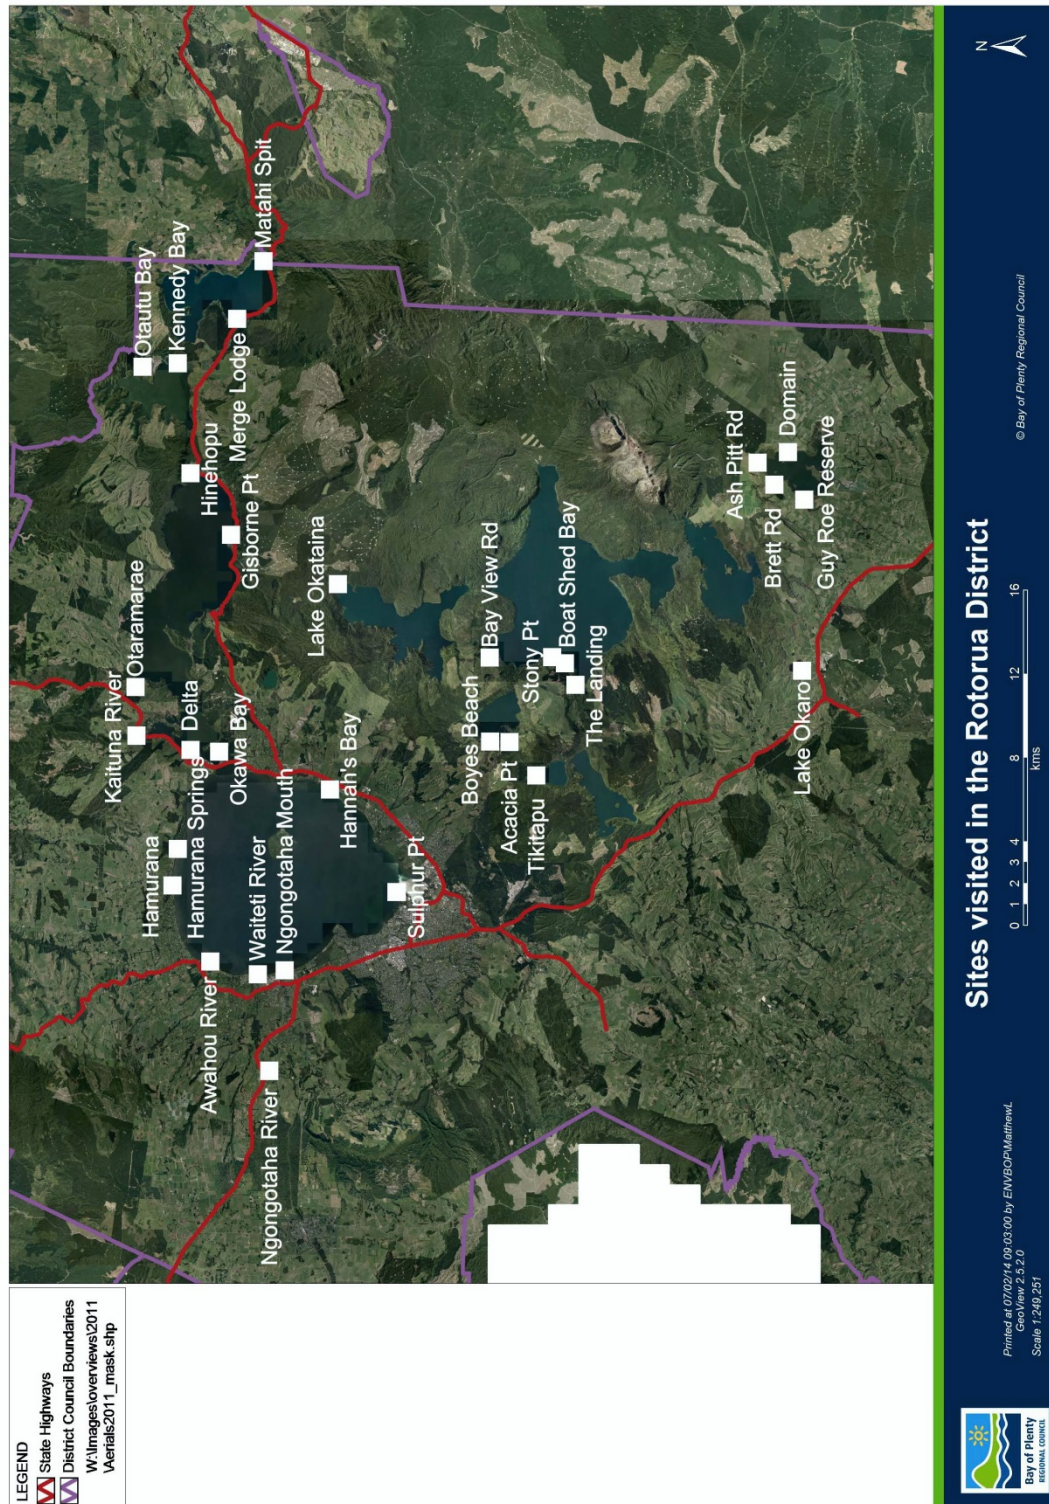 LEGEND
State Highways
District Council Boundaries
W:\Images\overviews\2011
\Aerials2011_mask.shp
Otautu Bay
Kennedy Bay
Matahi Spit
Merge Lodge
Hinehopu
Gisborne Pt
Otaramarae
Kaituna River
Delta
Okawa Bay
Hamurana
Hamurana Springs
Awahou River
Waiteti River
Ngongotaha Mouth
Ngongotaha River
Hannah's Bay
Sulphur Pt
Lake Okataina
Bay View Rd
Boyes Beach
Acacia Pt
Tikitapu
Stony Pt
Boat Shed Bay
The Landing
Ash Pitt Rd
Brett Rd
Domain
Guy Roe Reserve
Lake Okaro
Bay of Plenty
REGIONAL COUNCIL
Printed at 07/02/14 09:03:00 by ENVBOP\MatthewL
GeoView 2.5.2.0
Scale 1:249,251
Sites visited in the Rotorua District
0 1 2 3 4 8 12 16
kms
© Bay of Plenty Regional Council
N